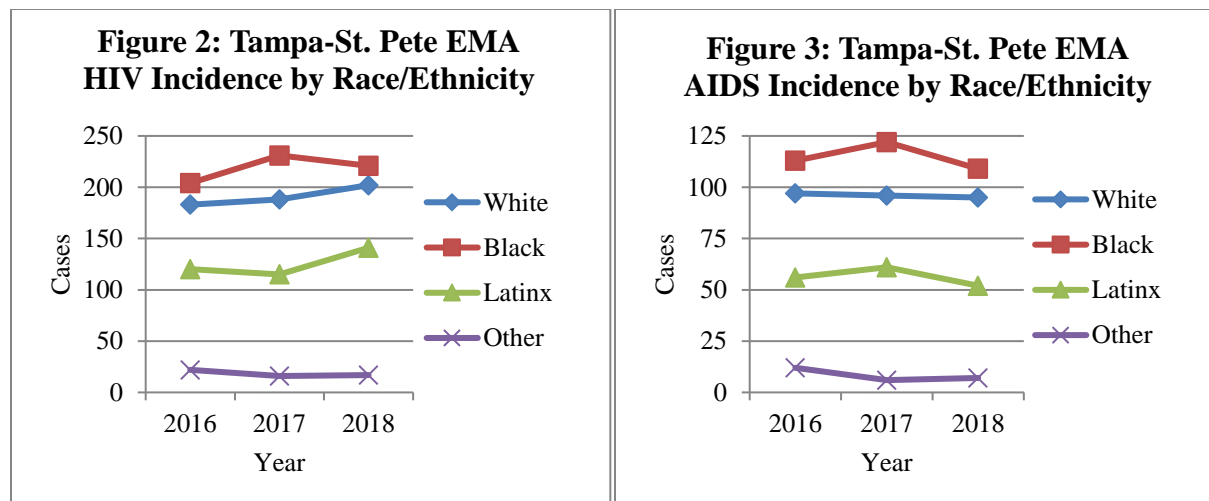 Figure 2: Tampa-St. Pete EMA
HIV Incidence by Race/Ethnicity
250
200
150
100
50
0
Cases
2016 2017 2018
Year
White
Black
Latinx
Other
Figure 3: Tampa-St. Pete EMA
AIDS Incidence by Race/Ethnicity
125
100
75
50
25
0
Cases
2016 2017 2018
Year
White
Black
Latinx
Other